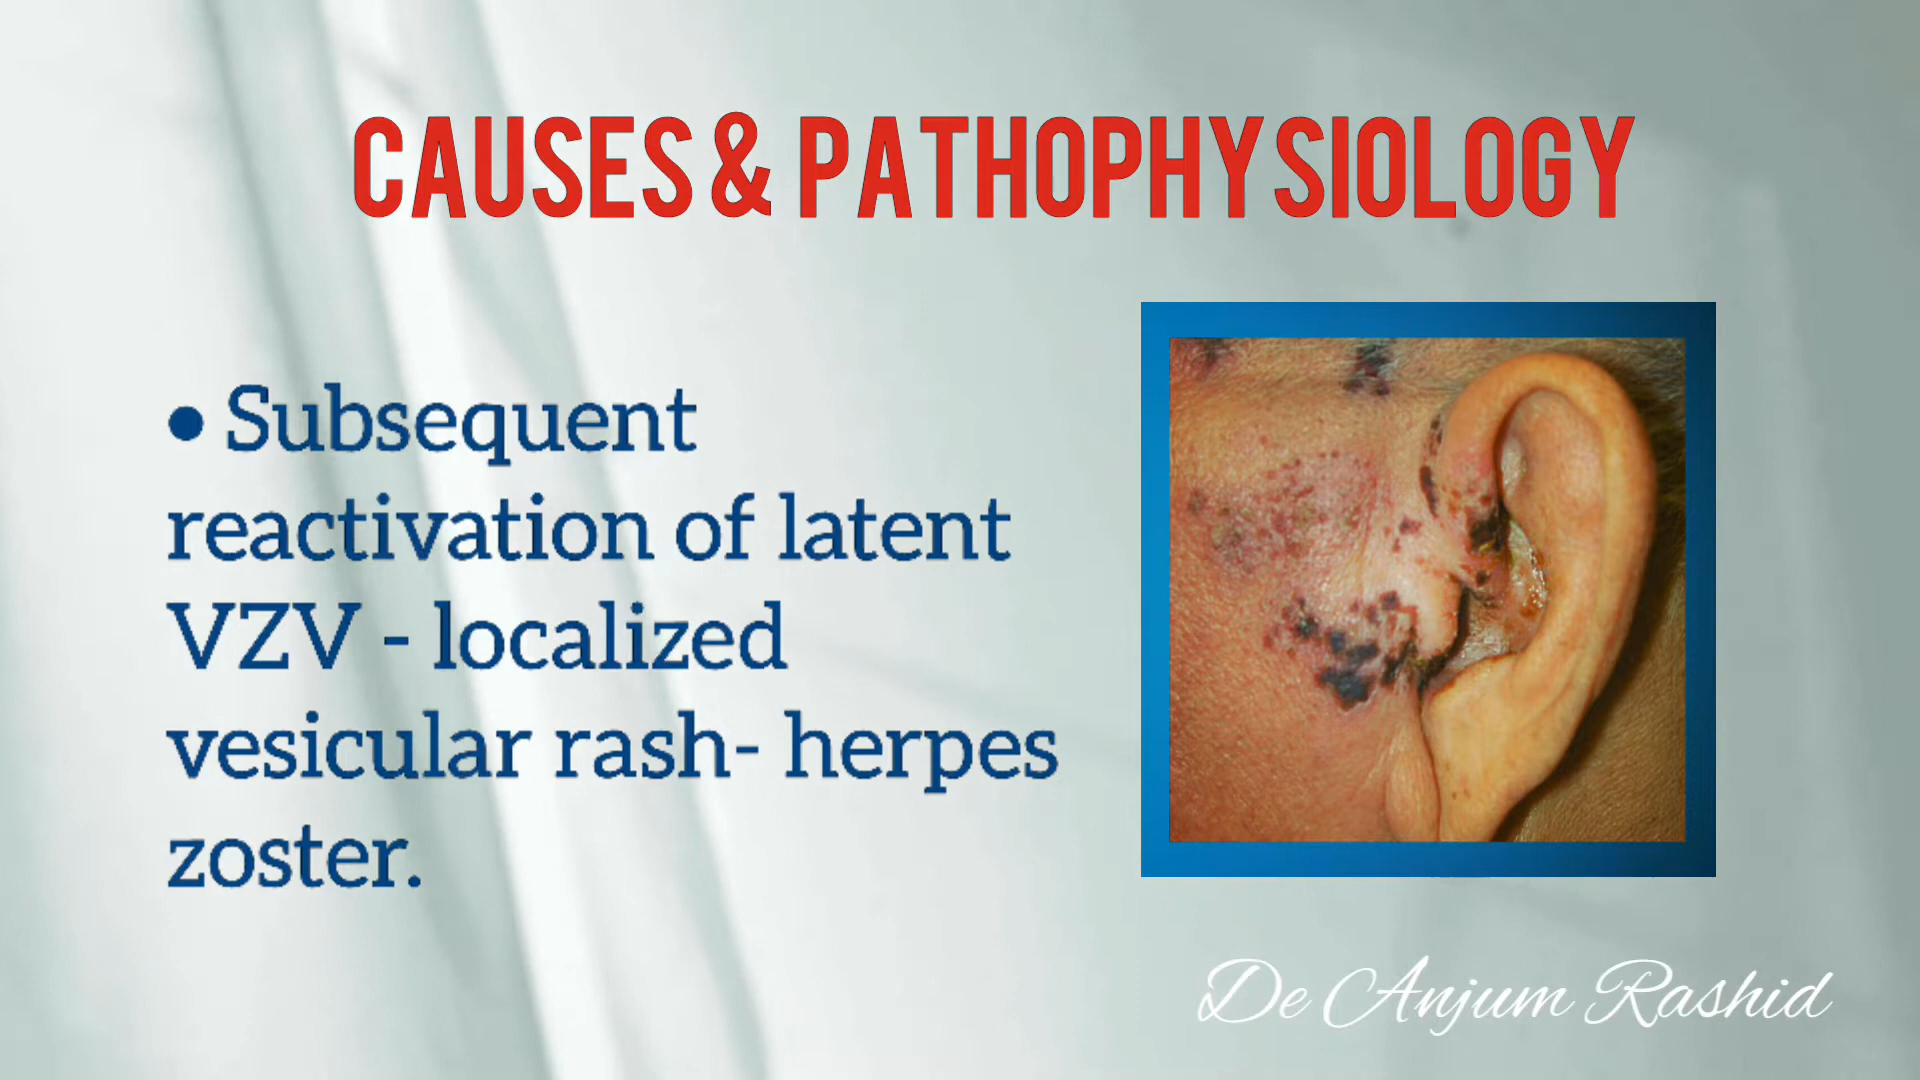 CAUSES & PATHOPHYSIOLOGY
• Subsequent
reactivation of latent
VZV - localized
vesicular rash- herpes
zoster.
De Anjum Rashid